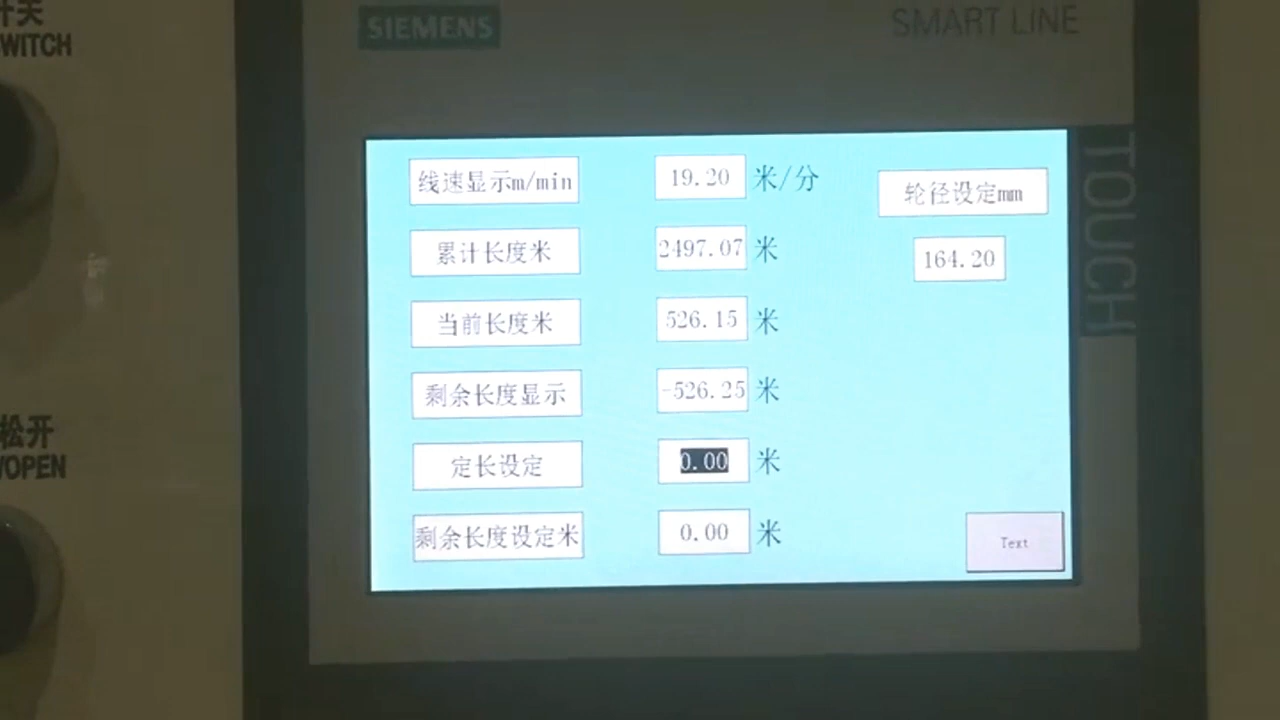 开关
WITCH
SIEMENS
SMART LINE
TOUCH
线速显示m/min
19.20 米/分
轮径设定mm
累计长度米
2497.07 米
164.20
当前长度米
526.15 米
剩余长度显示
-526.25 米
松开
/OPEN
定长设定
0.00 米
剩余长度设定米
0.00 米
Text